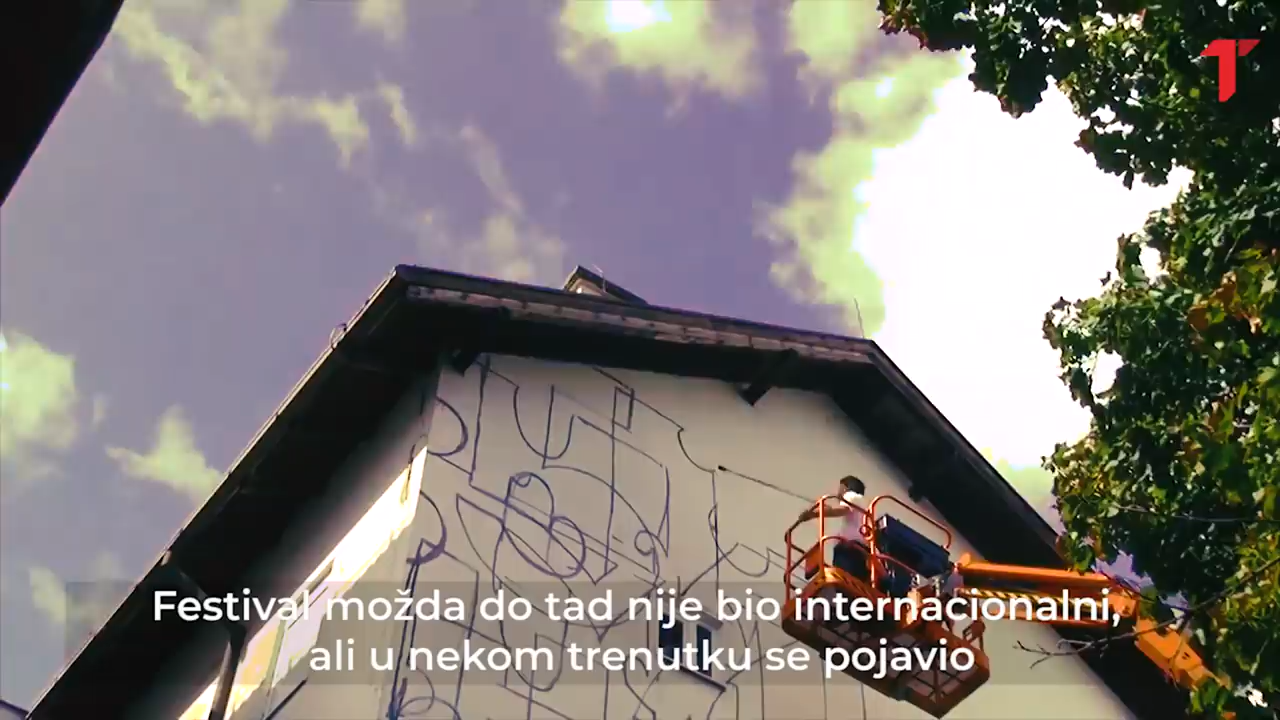 Festival možda do tad nije bio internacionalni,
ali u nekom trenutku se pojavio